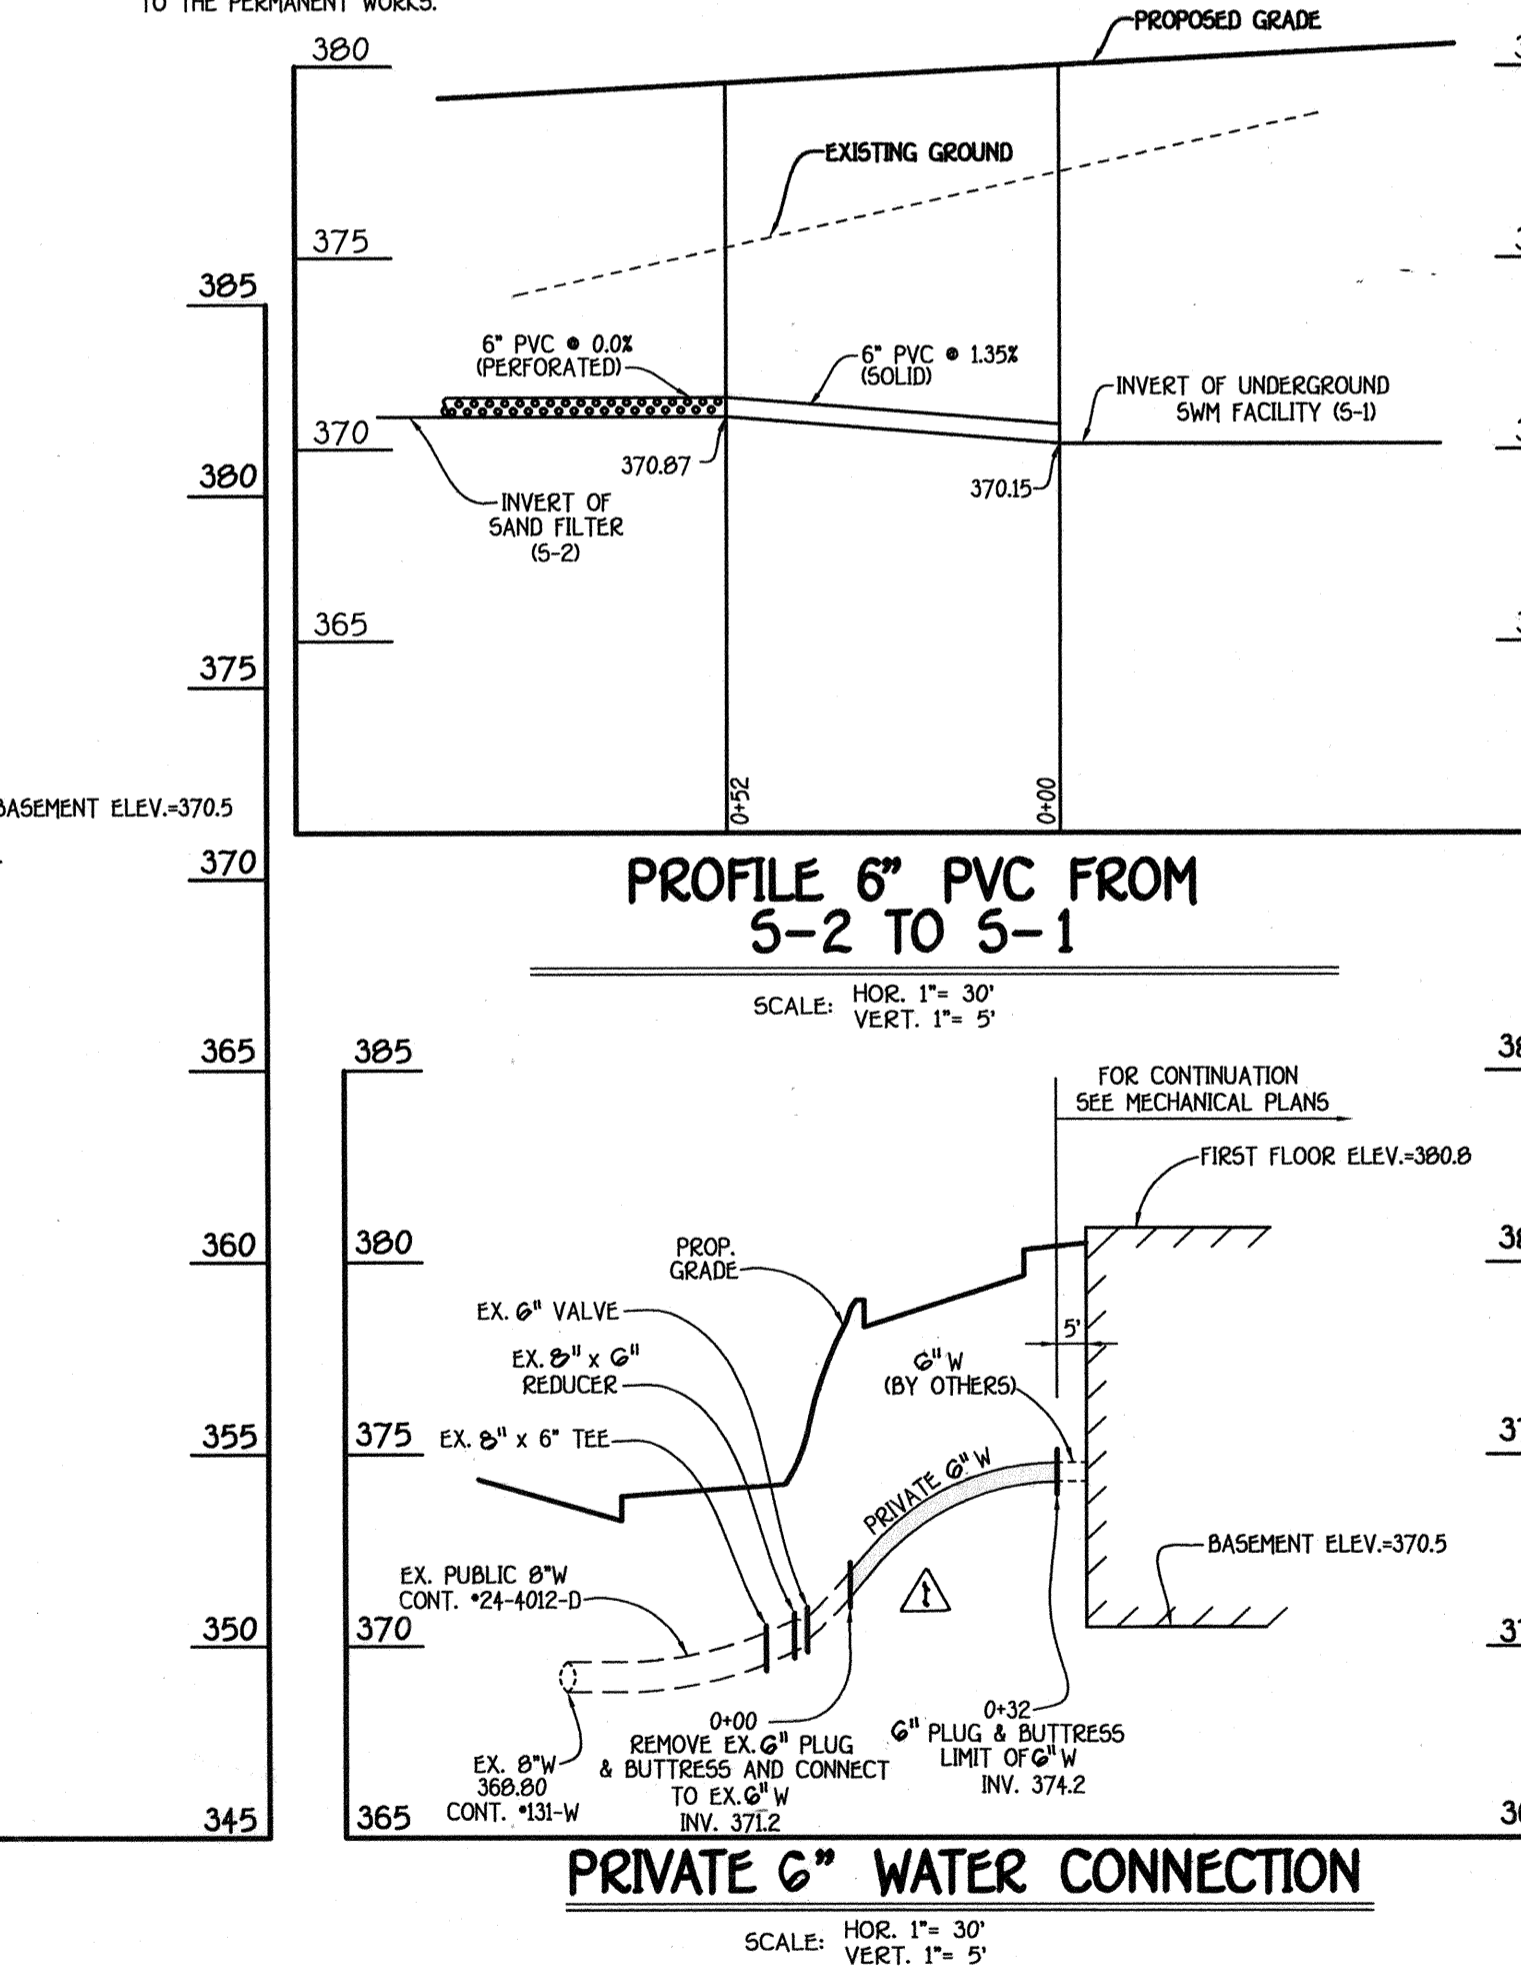 TO THE PERMANENT WORKS.
PROPOSED GRADE
380
EXISTING GROUND
375
385
6" PVC @ 0.0%
(PERFORATED)
6" PVC @ 1.35%
(SOLID)
INVERT OF UNDERGROUND
SWM FACILITY (S-1)
370
370.87
370.15
380
INVERT OF
SAND FILTER
(S-2)
365
375
0+52
0+00
BASEMENT ELEV.=370.5
370
PROFILE 6" PVC FROM
S-2 TO S-1
SCALE: HOR. 1"= 30'
VERT. 1"= 5'
365
385
FOR CONTINUATION
SEE MECHANICAL PLANS
FIRST FLOOR ELEV.=380.8
360
380
PROP.
GRADE
EX. 6" VALVE
5'
EX. 8" x 6"
REDUCER
6" W
(BY OTHERS)
355
375
EX. 8" x 6" TEE
PRIVATE 6" W
BASEMENT ELEV.=370.5
EX. PUBLIC 8"W
CONT. #24-4012-D
1
350
370
0+00
REMOVE EX. 6" PLUG
& BUTTRESS AND CONNECT
TO EX. 6" W
INV. 371.2
0+32
6" PLUG & BUTTRESS
LIMIT OF 6" W
INV. 374.2
EX. 8"W
368.80
CONT. #131-W
345
365
PRIVATE 6" WATER CONNECTION
SCALE: HOR. 1"= 30'
VERT. 1"= 5'